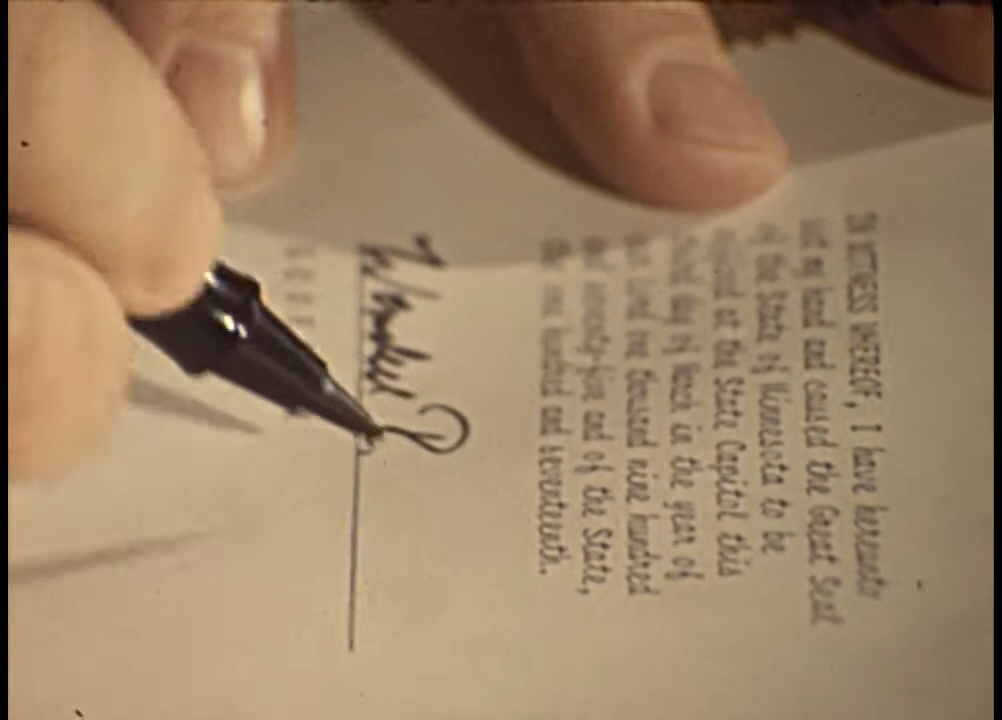 IN WITNESS WHEREOF, I have hereunto
set my hand and caused the Great Seal
of the State of Minnesota to be
affixed at the State Capitol this
third day of March in the year of
our Lord one thousand nine hundred
and seventy-five and of the State,
the one hundred and seventeenth.
Wendell